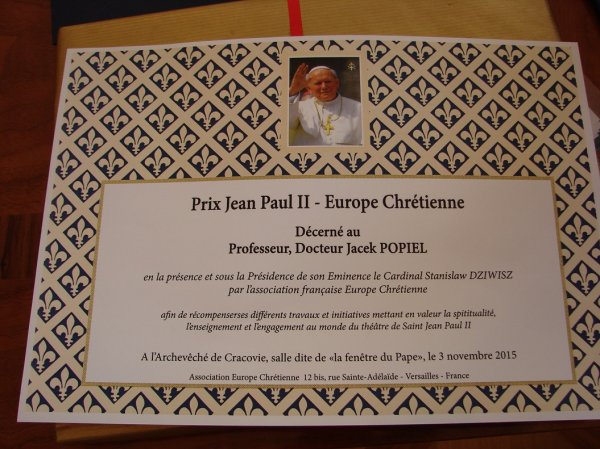 Prix Jean Paul II - Europe Chrétienne
Décerné au
Professeur, Docteur Jacek POPIEL
en la présence et sous la Présidence de son Eminence le Cardinal Stanislaw DZIWISZ
par l'association française Europe Chrétienne
afin de récompenserses différents travaux et initiatives mettant en valeur la spititualité,
l'enseignement et l'engagement au monde du théâtre de Saint Jean Paul II
A l'Archevêché de Cracovie, salle dite de «la fenêtre du Pape», le 3 novembre 2015
Association Europe Chrétienne 12 bis, rue Sainte-Adélaïde - Versailles - France